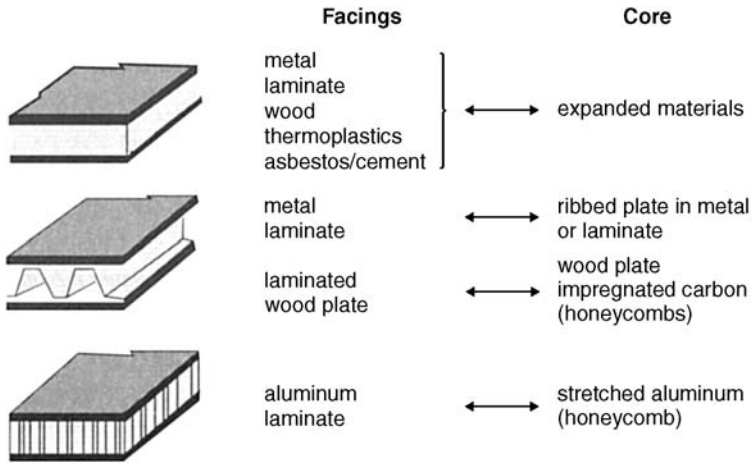 Facings Core
metal
laminate
wood
thermoplastics
asbestos/cement
expanded materials
metal
laminate
ribbed plate in metal
or laminate
laminated
wood plate
wood plate
impregnated carbon
(honeycombs)
aluminum
laminate
stretched aluminum
(honeycomb)